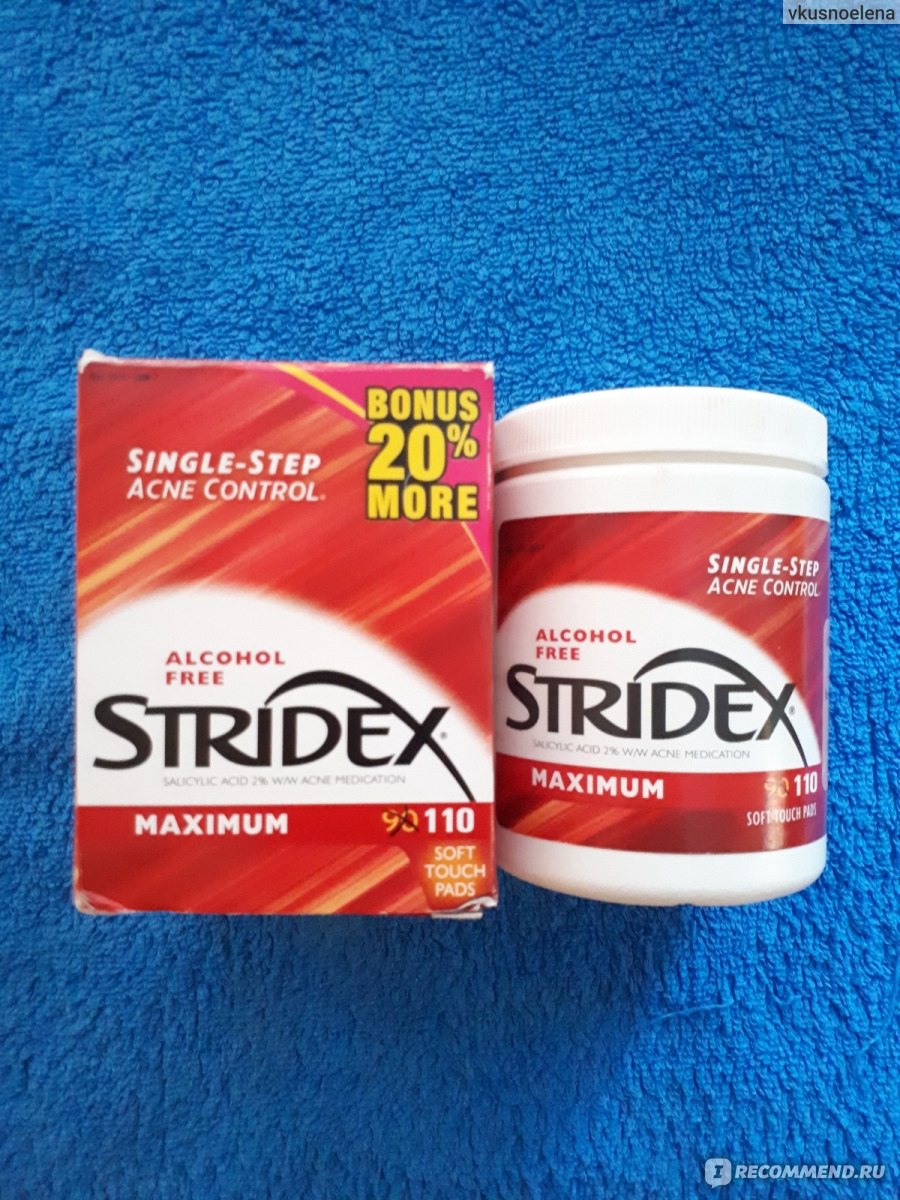 vkusnoelena
BONUS
20%
MORE
SINGLE-STEP
ACNE CONTROL®
ALCOHOL
FREE
STRIDEX®
SALICYLIC ACID 2% W/W ACNE MEDICATION
MAXIMUM
90 110
SOFT
TOUCH
PADS
SINGLE-STEP
ACNE CONTROL
ALCOHOL
FREE
STRIDEX®
SALICYLIC ACID 2% W/W ACNE MEDICATION
MAXIMUM
90 110
SOFT TOUCH PADS
I RECOMMEND.RU